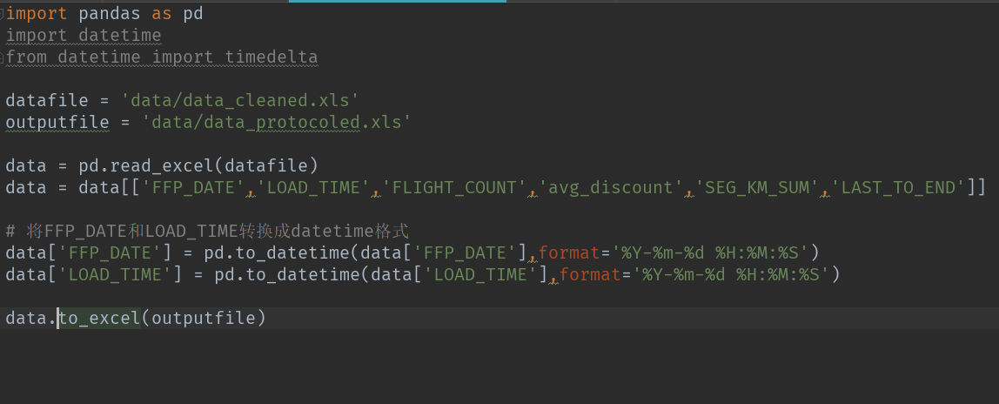 import pandas as pd
import datetime
from datetime import timedelta
datafile = 'data/data_cleaned.xls'
outputfile = 'data/data_protocoled.xls'
data = pd.read_excel(datafile)
data = data[['FFP_DATE','LOAD_TIME','FLIGHT_COUNT','avg_discount','SEG_KM_SUM','LAST_TO_END']]
# 将FFP_DATE和LOAD_TIME转换成datetime格式
data['FFP_DATE'] = pd.to_datetime(data['FFP_DATE'],format='%Y-%m-%d %H:%M:%S')
data['LOAD_TIME'] = pd.to_datetime(data['LOAD_TIME'],format='%Y-%m-%d %H:%M:%S')
data.to_excel(outputfile)